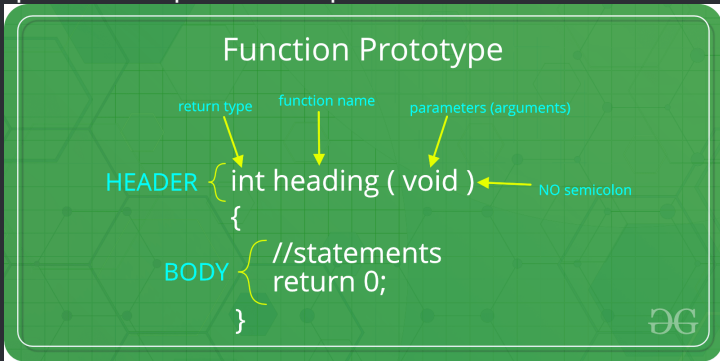 Function Prototype
return type function name parameters (arguments)
HEADER int heading ( void ) NO semicolon
{
//statements
BODY
return 0;
}
GG